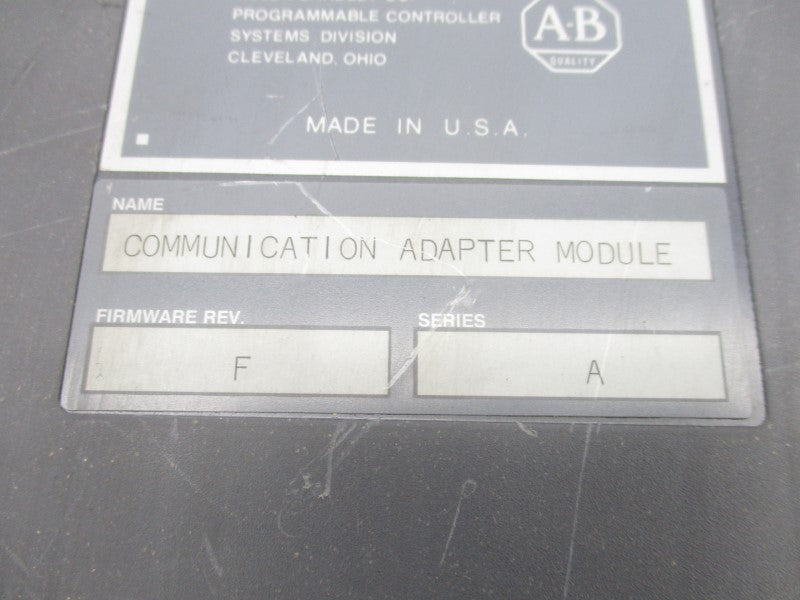 PROGRAMMABLE CONTROLLER
SYSTEMS DIVISION
CLEVELAND, OHIO
A-B
QUALITY
MADE IN U.S.A.
NAME
COMMUNICATION ADAPTER MODULE
FIRMWARE REV.
F
SERIES
A